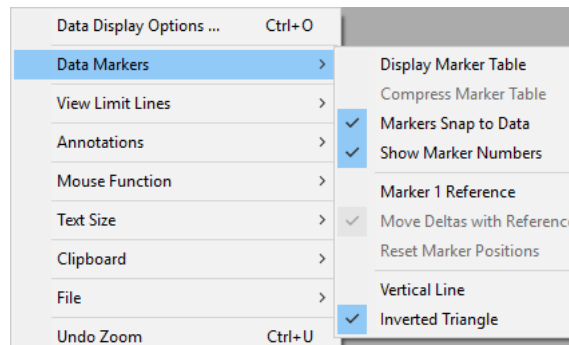 Data Display Options ... Ctrl+O
Data Markers
View Limit Lines
Annotations
Mouse Function
Text Size
Clipboard
File
Undo Zoom Ctrl+U
Display Marker Table
Compress Marker Table
Markers Snap to Data
Show Marker Numbers
Marker 1 Reference
Move Deltas with Reference
Reset Marker Positions
Vertical Line
Inverted Triangle